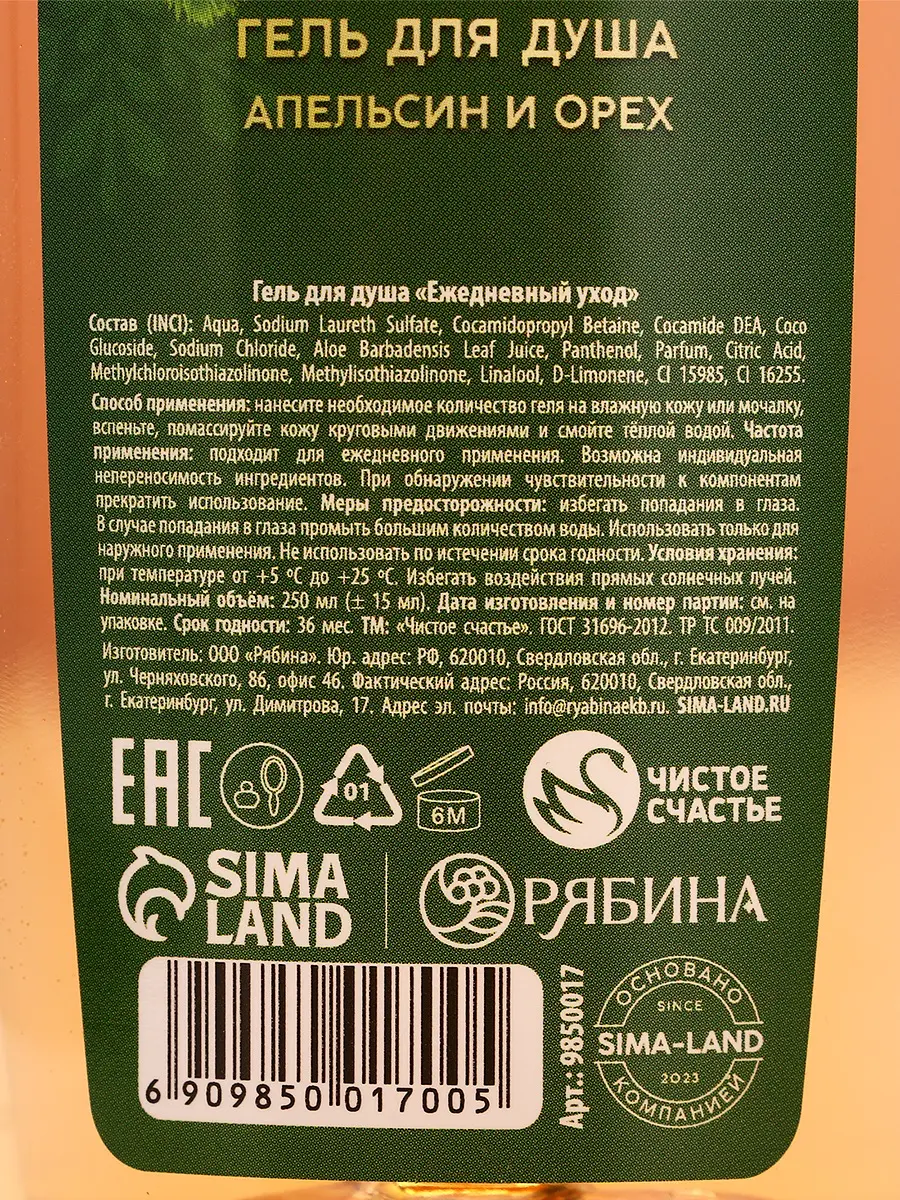 ГЕЛЬ ДЛЯ ДУША
АПЕЛЬСИН И ОРЕХ
Гель для душа «Ежедневный уход»
Состав (INCI): Aqua, Sodium Laureth Sulfate, Cocamidopropyl Betaine, Cocamide DEA, Coco
Glucoside, Sodium Chloride, Aloe Barbadensis Leaf Juice, Panthenol, Parfum, Citric Acid,
Methylchloroisothiazolinone, Methylisothiazolinone, Linalool, D-Limonene, CI 15985, CI 16255.
Способ применения: нанесите необходимое количество геля на влажную кожу или мочалку,
вспеньте, помассируйте кожу круговыми движениями и смойте тёплой водой. Частота
применения: подходит для ежедневного применения. Возможна индивидуальная
непереносимость ингредиентов. При обнаружении чувствительности к компонентам
прекратить использование. Меры предосторожности: избегать попадания в глаза.
В случае попадания в глаза промыть большим количеством воды. Использовать только для
наружного применения. Не использовать по истечении срока годности. Условия хранения:
при температуре от +5 °С до +25 °С. Избегать воздействия прямых солнечных лучей.
Номинальный объём: 250 мл (± 15 мл). Дата изготовления и номер партии: см. на
упаковке. Срок годности: 36 мес. ТМ: «Чистое счастье». ГОСТ 31696-2012. ТР ТС 009/2011.
Изготовитель: ООО «Рябина». Юр. адрес: РФ, 620010, Свердловская обл., г. Екатеринбург,
ул. Черняховского, 86, офис 46. Фактический адрес: Россия, 620010, Свердловская обл.,
г. Екатеринбург, ул. Димитрова, 17. Адрес эл. почты: info@ryabinaekb.ru. SIMA-LAND.RU
EAC
01
6M
ЧИСТОЕ
СЧАСТЬЕ
SIMA
LAND
РЯБИНА
6 909850 017005
Арт.: 9850017
ОСНОВАНО
SINCE
SIMA-LAND
2023
КОМПАНИЕЙ